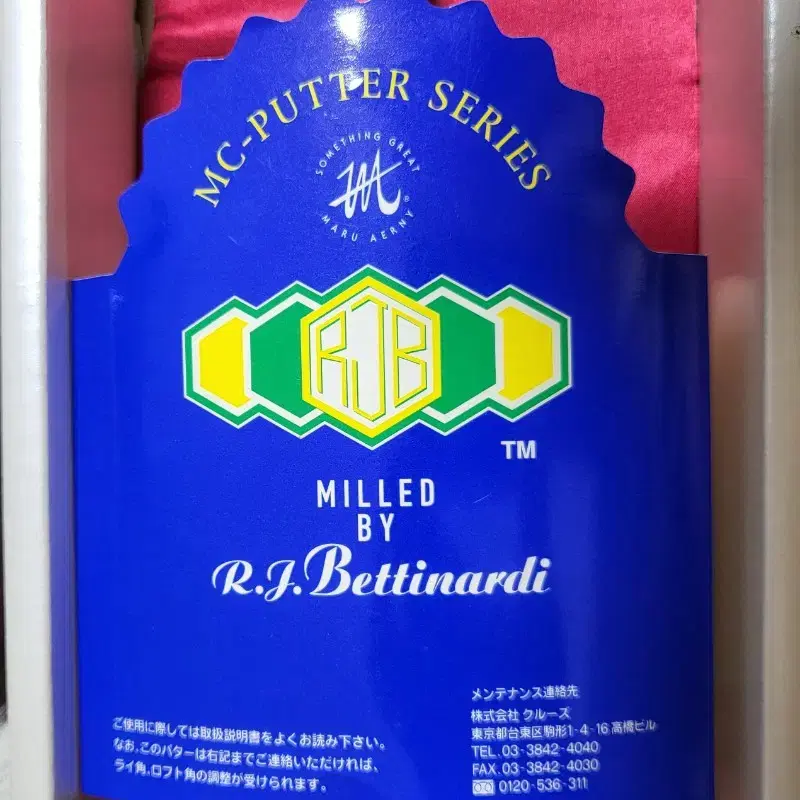 MC-PUTTER SERIES
SOMETHING GREAT
M
MARU AERNY®
RJB
TM
MILLED
BY
R.J.Bettinardi
ご使用に際しては取扱説明書をよくお読み下さい。
なお、このパターは右記までご連絡いただければ、
ライ角、ロフト角の調整が受けられます。
メンテナンス連絡先
株式会社 クルーズ
東京都台東区駒形1-4-16 高橋ビル
TEL.03-3842-4040
FAX.03-3842-4030
0120-536-311